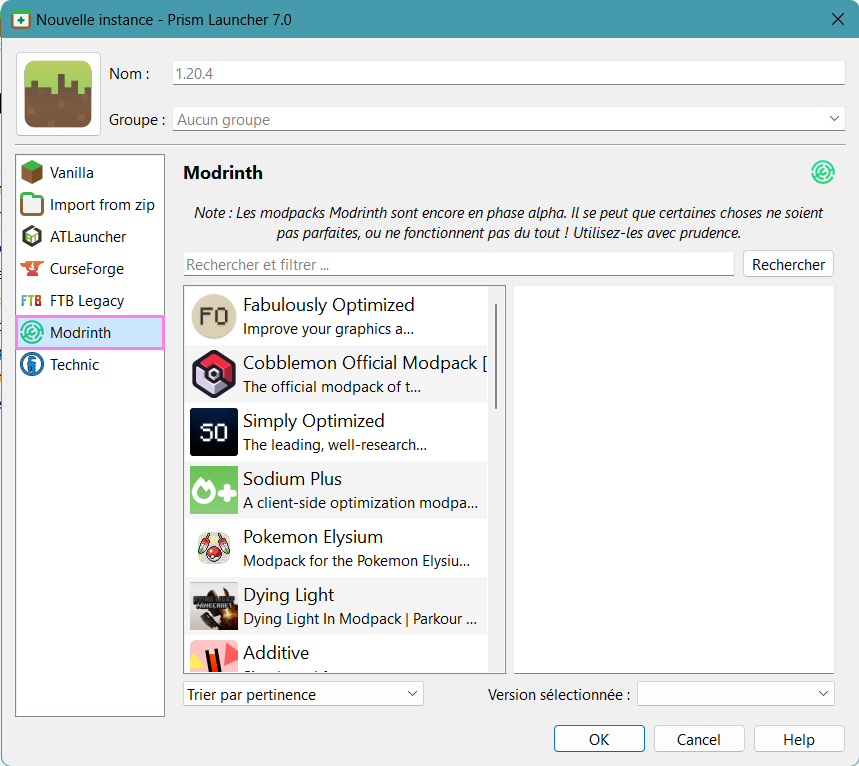 Nouvelle instance - Prism Launcher 7.0
Nom :
1.20.4
Groupe :
Aucun groupe
Vanilla
Import from zip
ATLauncher
CurseForge
FTB
FTB Legacy
Modrinth
Technic
Modrinth
Note : Les modpacks Modrinth sont encore en phase alpha. Il se peut que certaines choses ne soient
pas parfaites, ou ne fonctionnent pas du tout ! Utilisez-les avec prudence.
Rechercher et filtrer ...
Rechercher
FO
Fabulously Optimized
Improve your graphics a...
Cobblemon Official Modpack [
The official modpack of t...
SO
Simply Optimized
The leading, well-research...
Sodium Plus
A client-side optimization modpa...
Pokemon Elysium
Modpack for the Pokemon Elysiu...
DYING LIGHT
MINECRAFT
Dying Light
Dying Light In Modpack | Parkour ...
Additive
Trier par pertinence
Version sélectionnée :
OK
Cancel
Help